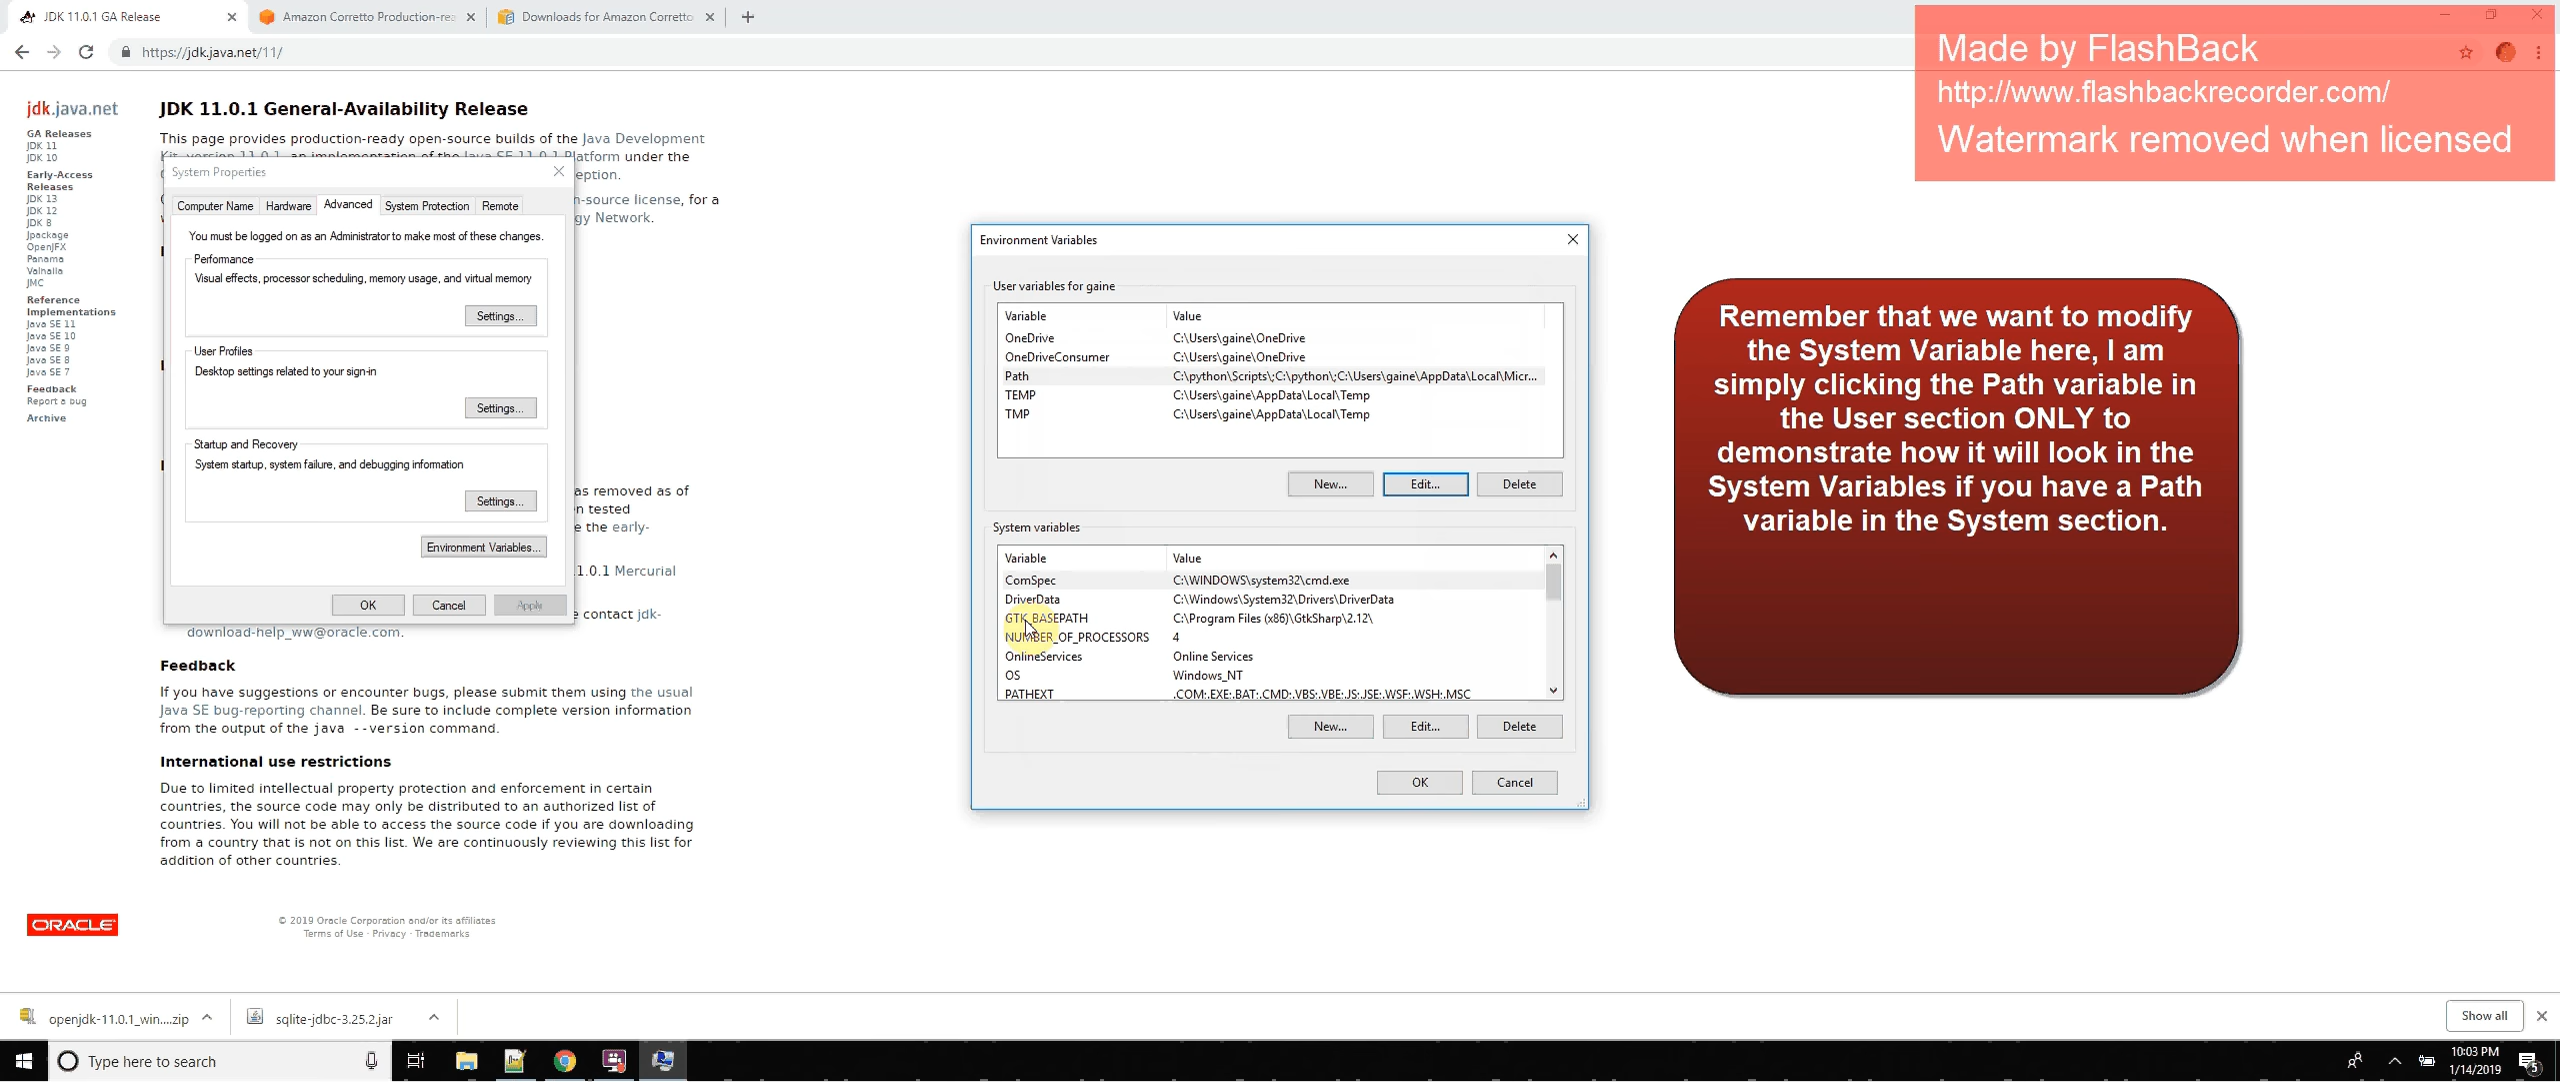 JDK 11.0.1 GA Release
Amazon Corretto Production-rea
Downloads for Amazon Corretto
https://jdk.java.net/11/
Made by FlashBack
http://www.flashbackrecorder.com/
Watermark removed when licensed
jdk.java.net
GA Releases
JDK 11
JDK 10
Early-Access
Releases
JDK 13
JDK 12
JDK 8
Jpackage
OpenJFX
Panama
Valhalla
JMC
Reference
Implementations
Java SE 11
Java SE 10
Java SE 9
Java SE 8
Java SE 7
Feedback
Report a bug
Archive
JDK 11.0.1 General-Availability Release
This page provides production-ready open-source builds of the Java Development
Kit, version 11.0.1, an implementation of the Java SE 11.0.1 Platform under the
eption.
n-source license, for a
gy Network.
System Properties
Computer Name
Hardware
Advanced
System Protection
Remote
You must be logged on as an Administrator to make most of these changes.
Performance
Visual effects, processor scheduling, memory usage, and virtual memory
Settings...
User Profiles
Desktop settings related to your sign-in
Settings...
Startup and Recovery
System startup, system failure, and debugging information
Settings...
Environment Variables...
OK
Cancel
Apply
as removed as of
n tested
e the early-
1.0.1 Mercurial
e contact jdk-
download-help_ww@oracle.com.
Feedback
If you have suggestions or encounter bugs, please submit them using the usual
Java SE bug-reporting channel. Be sure to include complete version information
from the output of the java --version command.
International use restrictions
Due to limited intellectual property protection and enforcement in certain
countries, the source code may only be distributed to an authorized list of
countries. You will not be able to access the source code if you are downloading
from a country that is not on this list. We are continuously reviewing this list for
addition of other countries.
ORACLE
© 2019 Oracle Corporation and/or its affiliates
Terms of Use · Privacy · Trademarks
Environment Variables
User variables for gaine
Variable Value
OneDrive C:\Users\gaine\OneDrive
OneDriveConsumer C:\Users\gaine\OneDrive
Path C:\python\Scripts\;C:\python\;C:\Users\gaine\AppData\Local\Micr...
TEMP C:\Users\gaine\AppData\Local\Temp
TMP C:\Users\gaine\AppData\Local\Temp
New... Edit... Delete
System variables
Variable Value
ComSpec C:\WINDOWS\system32\cmd.exe
DriverData C:\Windows\System32\Drivers\DriverData
GTK_BASEPATH C:\Program Files (x86)\GtkSharp\2.12\
NUMBER_OF_PROCESSORS 4
OnlineServices Online Services
OS Windows_NT
PATHEXT .COM;.EXE;.BAT;.CMD;.VBS;.VBE;.JS;.JSE;.WSF;.WSH;.MSC
New... Edit... Delete
OK Cancel
Remember that we want to modify
the System Variable here, I am
simply clicking the Path variable in
the User section ONLY to
demonstrate how it will look in the
System Variables if you have a Path
variable in the System section.
openjdk-11.0.1_win....zip
sqlite-jdbc-3.25.2.jar
Show all
Type here to search
10:03 PM
1/14/2019
5